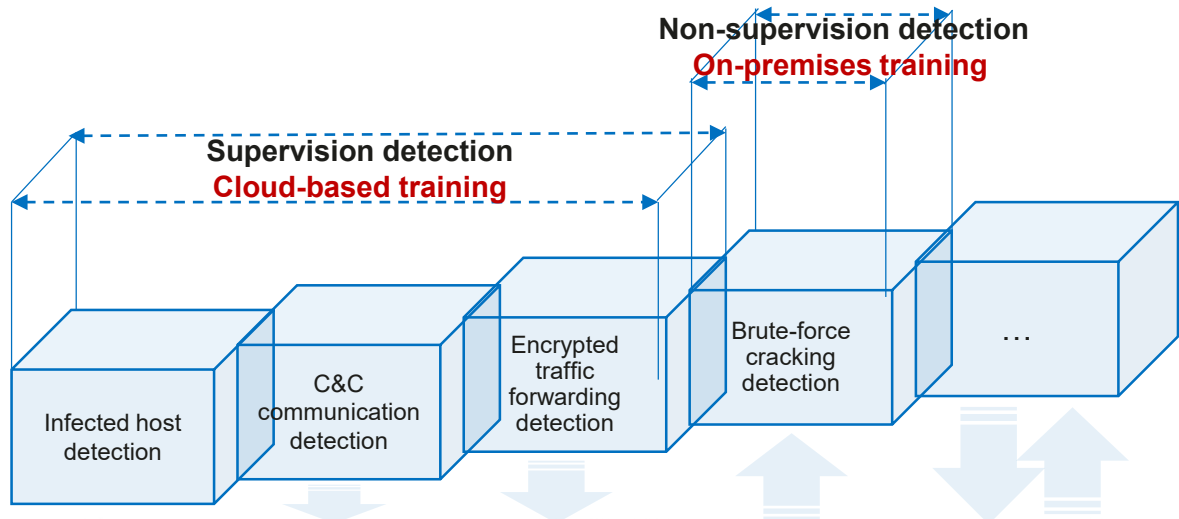 Non-supervision detection
On-premises training
Supervision detection
Cloud-based training
Infected host
detection
C&C
communication
detection
Encrypted
traffic
forwarding
detection
Brute-force
cracking
detection
…